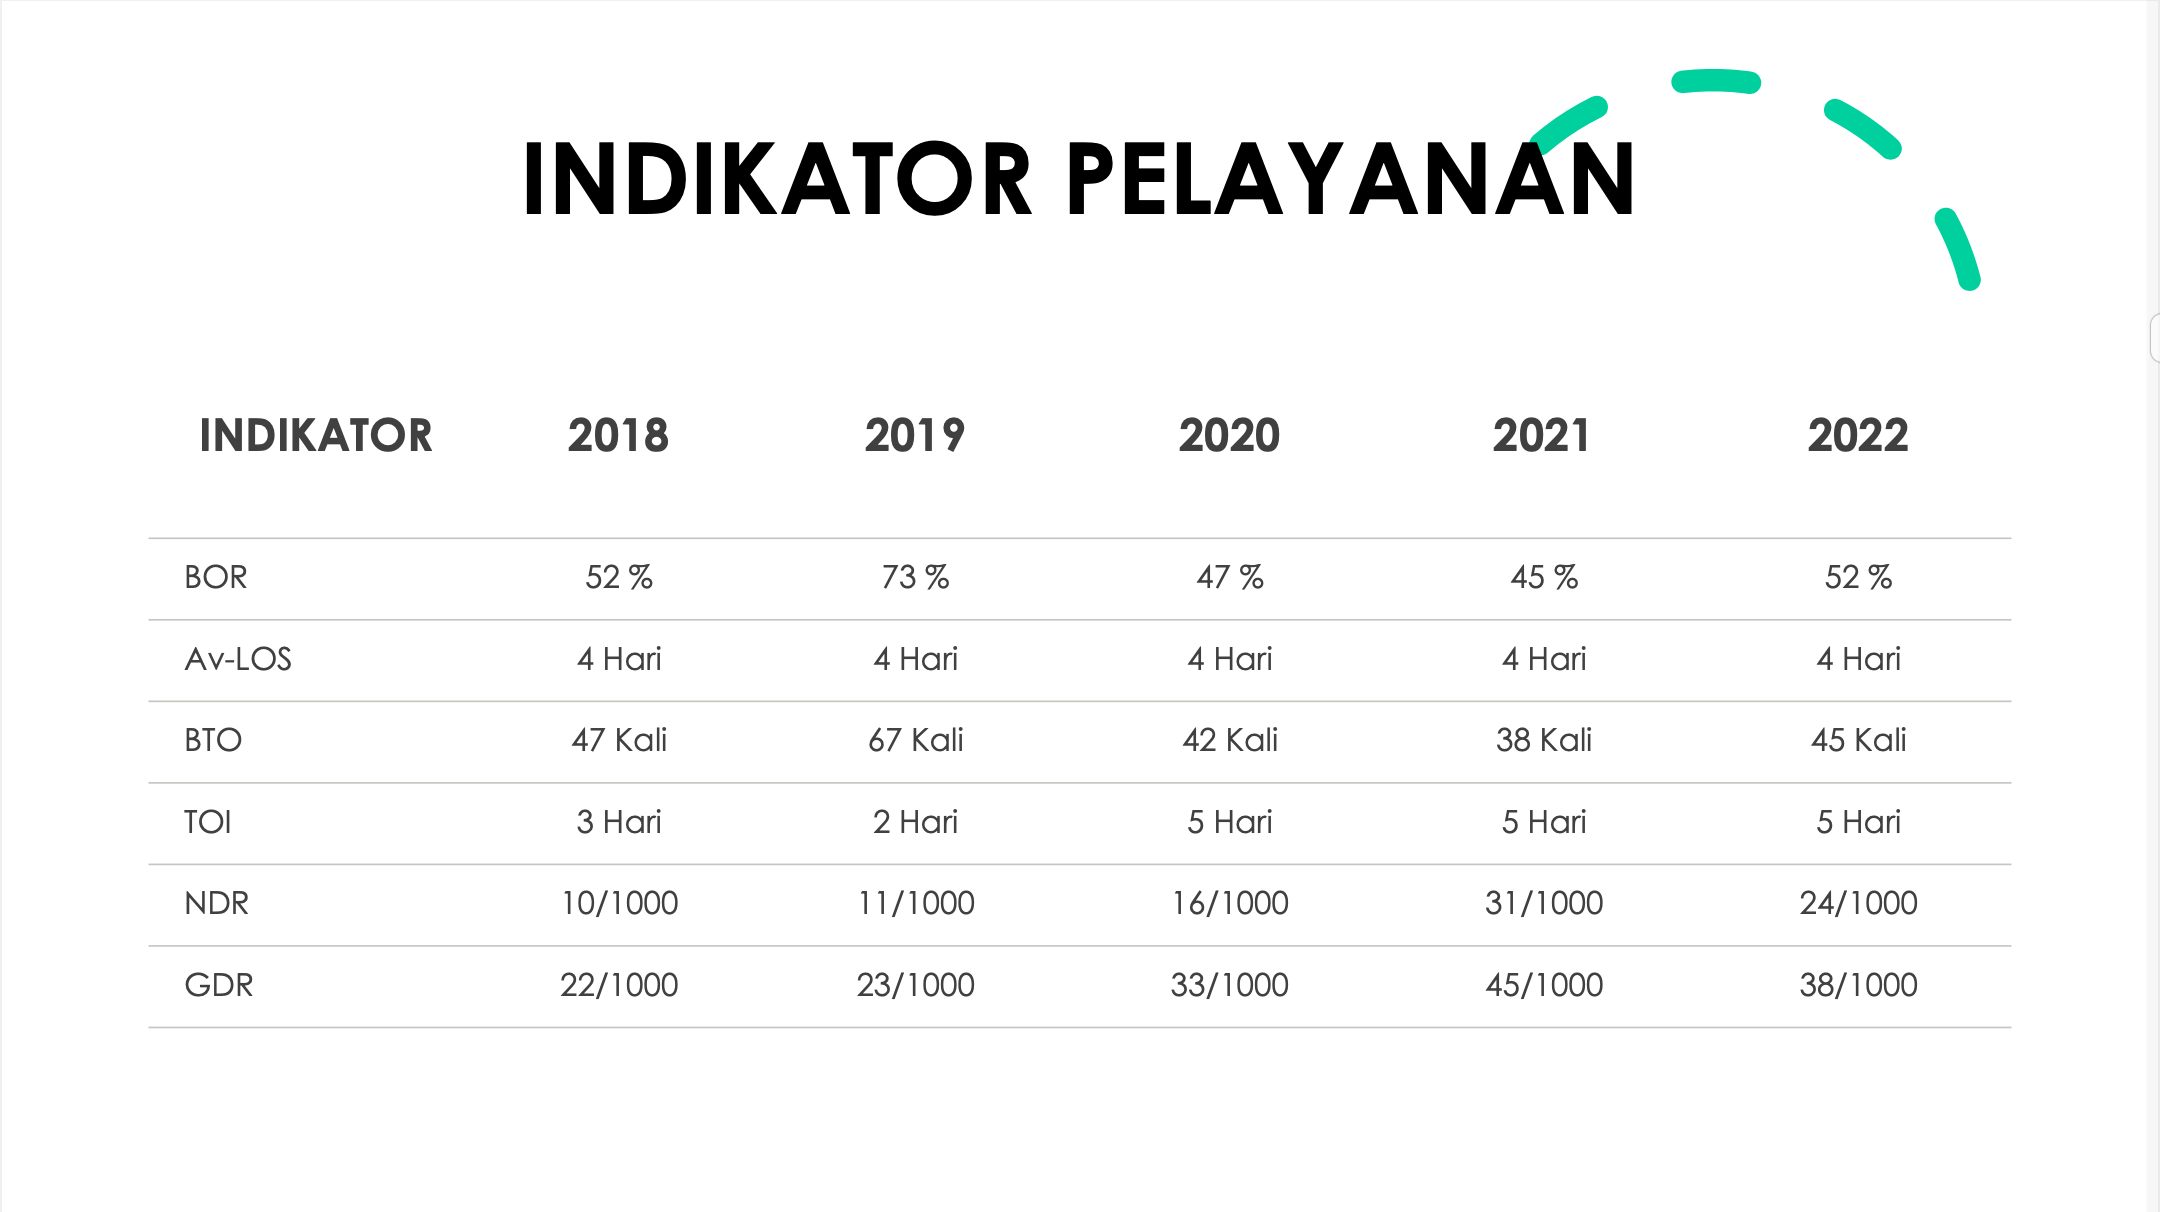 INDIKATOR PELAYANAN
INDIKATOR 2018 2019 2020 2021 2022
BOR 52 % 73 % 47 % 45 % 52 %
Av-LOS 4 Hari 4 Hari 4 Hari 4 Hari 4 Hari
BTO 47 Kali 67 Kali 42 Kali 38 Kali 45 Kali
TOI 3 Hari 2 Hari 5 Hari 5 Hari 5 Hari
NDR 10/1000 11/1000 16/1000 31/1000 24/1000
GDR 22/1000 23/1000 33/1000 45/1000 38/1000